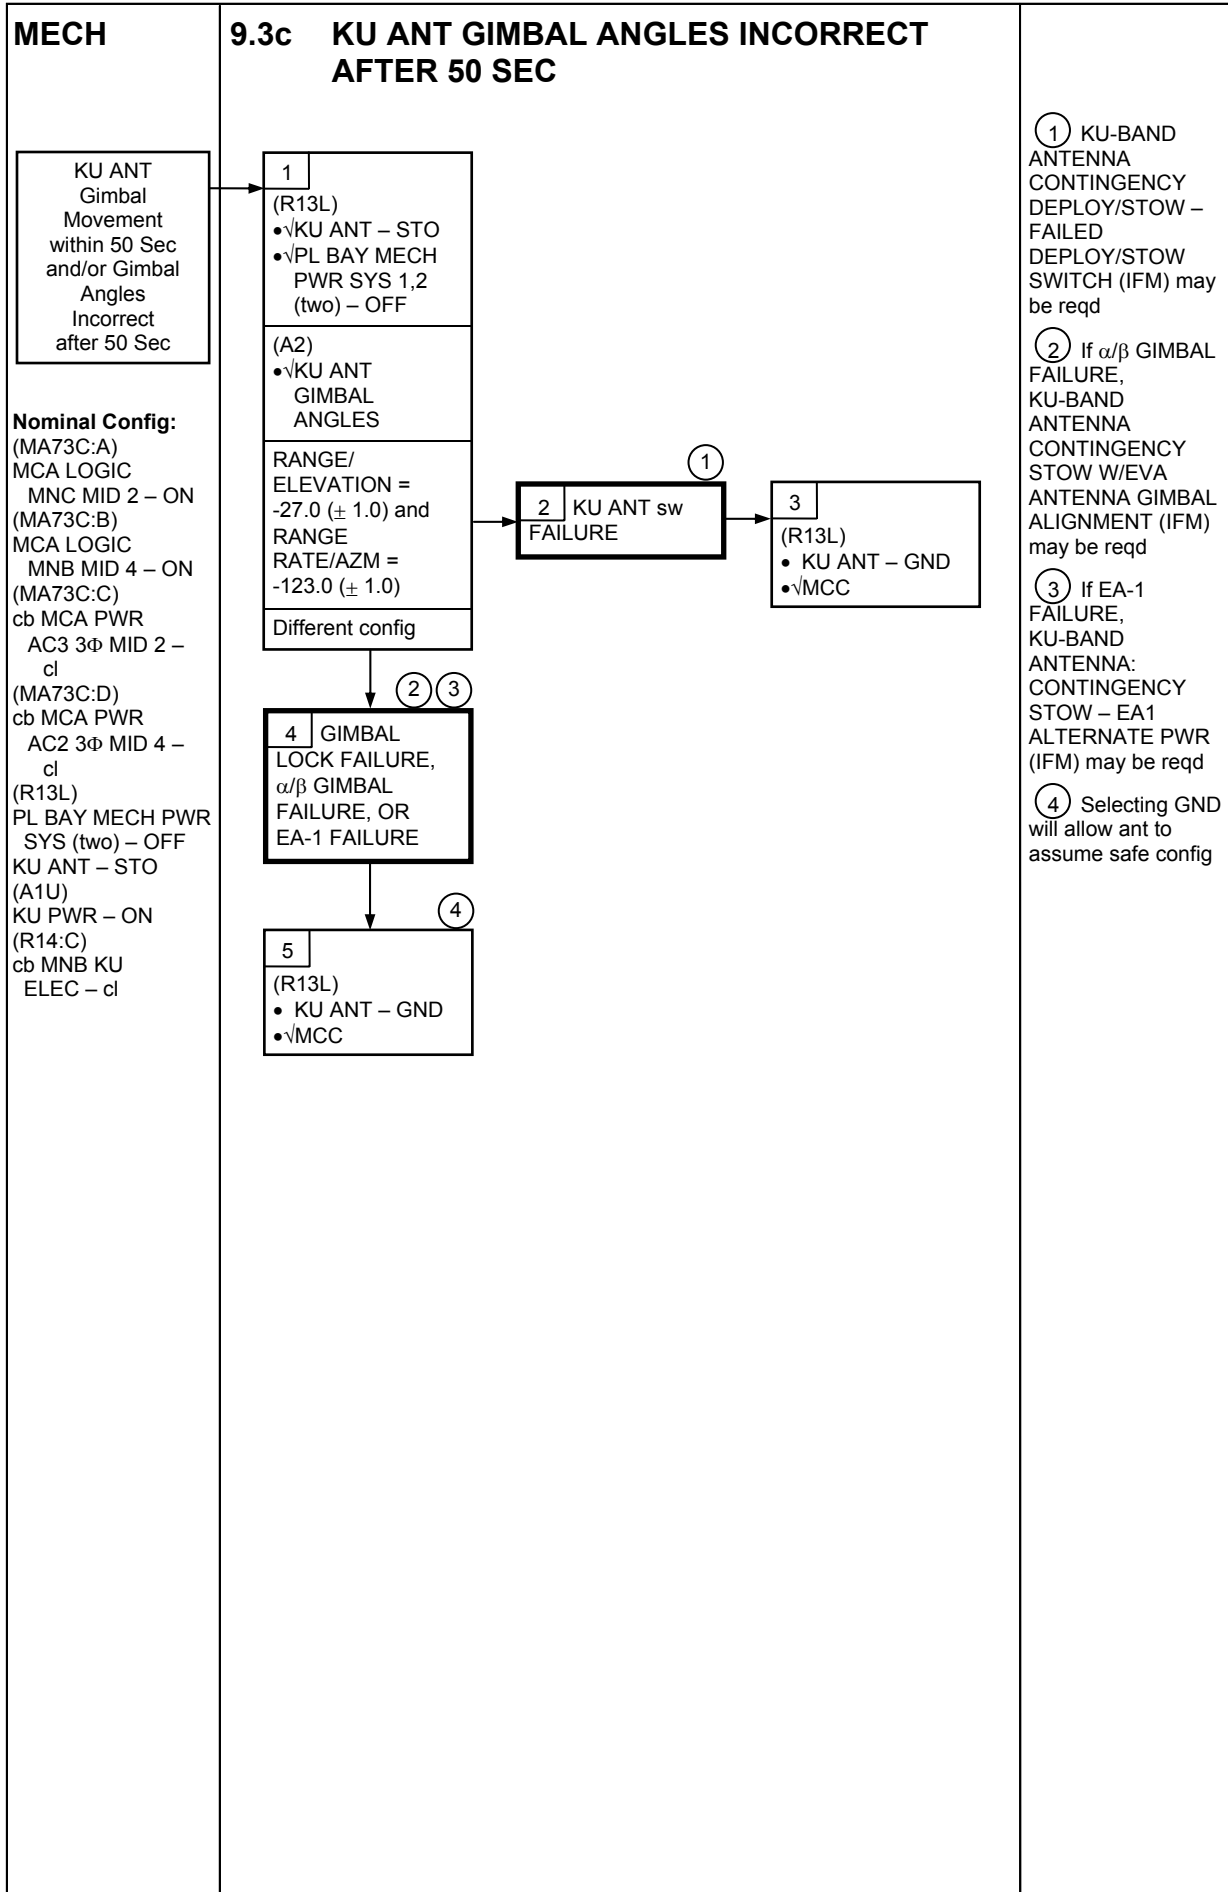 MECH
9.3c KU ANT GIMBAL ANGLES INCORRECT
AFTER 50 SEC
KU ANT
Gimbal
Movement
within 50 Sec
and/or Gimbal
Angles
Incorrect
after 50 Sec
Nominal Config:
(MA73C:A)
MCA LOGIC
MNC MID 2 – ON
(MA73C:B)
MCA LOGIC
MNB MID 4 – ON
(MA73C:C)
cb MCA PWR
AC3 3Φ MID 2 –
cl
(MA73C:D)
cb MCA PWR
AC2 3Φ MID 4 –
cl
(R13L)
PL BAY MECH PWR
SYS (two) – OFF
KU ANT – STO
(A1U)
KU PWR – ON
(R14:C)
cb MNB KU
ELEC – cl
1
(R13L)
•√KU ANT – STO
•√PL BAY MECH
PWR SYS 1,2
(two) – OFF
(A2)
•√KU ANT
GIMBAL
ANGLES
RANGE/
ELEVATION =
-27.0 (± 1.0) and
RANGE
RATE/AZM =
-123.0 (± 1.0)
Different config
1
2 KU ANT sw
FAILURE
3
(R13L)
• KU ANT – GND
•√MCC
2 3
4 GIMBAL
LOCK FAILURE,
α/β GIMBAL
FAILURE, OR
EA-1 FAILURE
4
5
(R13L)
• KU ANT – GND
•√MCC
1 KU-BAND
ANTENNA
CONTINGENCY
DEPLOY/STOW –
FAILED
DEPLOY/STOW
SWITCH (IFM) may
be reqd
2 If α/β GIMBAL
FAILURE,
KU-BAND
ANTENNA
CONTINGENCY
STOW W/EVA
ANTENNA GIMBAL
ALIGNMENT (IFM)
may be reqd
3 If EA-1
FAILURE,
KU-BAND
ANTENNA:
CONTINGENCY
STOW – EA1
ALTERNATE PWR
(IFM) may be reqd
4 Selecting GND
will allow ant to
assume safe config